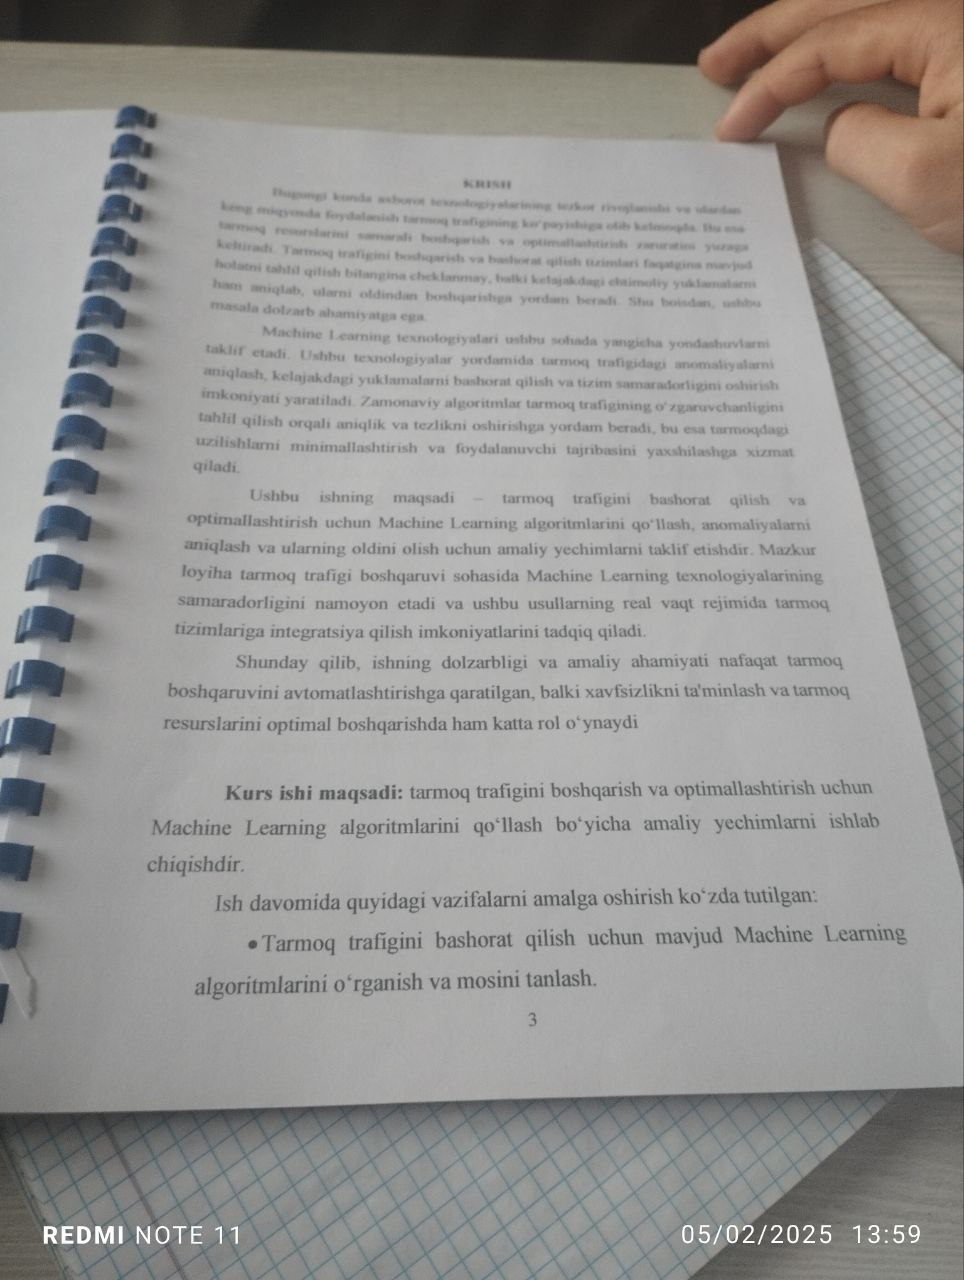 KRISH
Bugungi kunda axborot texnologiyalarining tezkor rivojlanishi va ulardan
keng miqyosda foydalanish tarmoq trafigining ko‘payishiga olib kelmoqda. Bu esa
tarmoq resurslarini samarali boshqarish va optimallashtirish zaruratini yuzaga
keltiradi. Tarmoq trafigini boshqarish va bashorat qilish tizimlari faqatgina mavjud
holatni tahlil qilish bilangina cheklanmay, balki kelajakdagi ehtimoliy yuklamalarni
ham aniqlab, ularni oldindan boshqarishga yordam beradi. Shu boisdan, ushbu
masala dolzarb ahamiyatga ega.
Machine Learning texnologiyalari ushbu sohada yangicha yondashuvlarni
taklif etadi. Ushbu texnologiyalar yordamida tarmoq trafigidagi anomaliyalarni
aniqlash, kelajakdagi yuklamalarni bashorat qilish va tizim samaradorligini oshirish
imkoniyati yaratiladi. Zamonaviy algoritmlar tarmoq trafigining o‘zgaruvchanligini
tahlil qilish orqali aniqlik va tezlikni oshirishga yordam beradi, bu esa tarmoqdagi
uzilishlarni minimallashtirish va foydalanuvchi tajribasini yaxshilashga xizmat
qiladi.
Ushbu ishning maqsadi – tarmoq trafigini bashorat qilish va
optimallashtirish uchun Machine Learning algoritmlarini qo‘llash, anomaliyalarni
aniqlash va ularning oldini olish uchun amaliy yechimlarni taklif etishdir. Mazkur
loyiha tarmoq trafigi boshqaruvi sohasida Machine Learning texnologiyalarining
samaradorligini namoyon etadi va ushbu usullarning real vaqt rejimida tarmoq
tizimlariga integratsiya qilish imkoniyatlarini tadqiq qiladi.
Shunday qilib, ishning dolzarbligi va amaliy ahamiyati nafaqat tarmoq
boshqaruvini avtomatlashtirishga qaratilgan, balki xavfsizlikni ta'minlash va tarmoq
resurslarini optimal boshqarishda ham katta rol o‘ynaydi
Kurs ishi maqsadi: tarmoq trafigini boshqarish va optimallashtirish uchun
Machine Learning algoritmlarini qo‘llash bo‘yicha amaliy yechimlarni ishlab
chiqishdir.
Ish davomida quyidagi vazifalarni amalga oshirish ko‘zda tutilgan:
• Tarmoq trafigini bashorat qilish uchun mavjud Machine Learning
algoritmlarini o‘rganish va mosini tanlash.
3
REDMI NOTE 11
05/02/2025 13:59